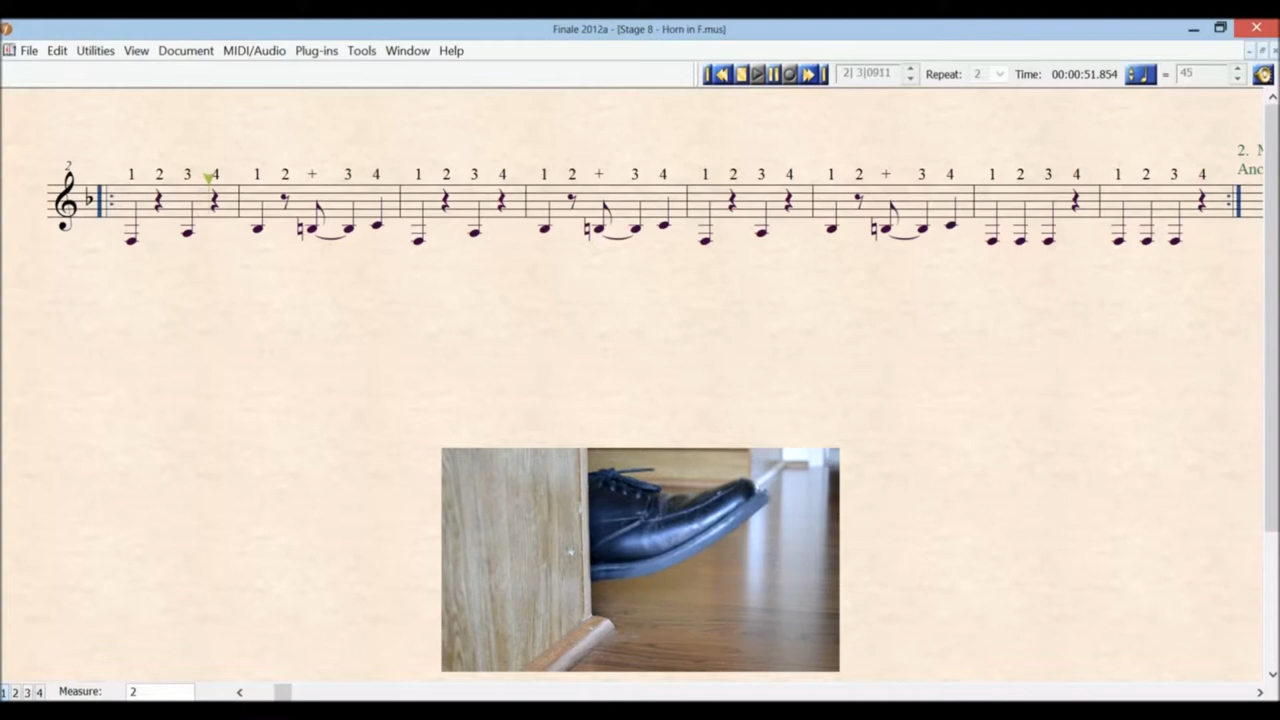 Finale 2012a - [Stage 8 - Horn in F.mus]
File Edit Utilities View Document MIDI/Audio Plug-ins Tools Window Help
2| 3|0911 Repeat: 2 Time: 00:00:51.854 = 45
2. M
Anc
2
1 2 3 4 1 2 + 3 4 1 2 3 4 1 2 + 3 4 1 2 3 4 1 2 + 3 4 1 2 3 4 1 2 3 4
1 2 3 4 Measure: 2